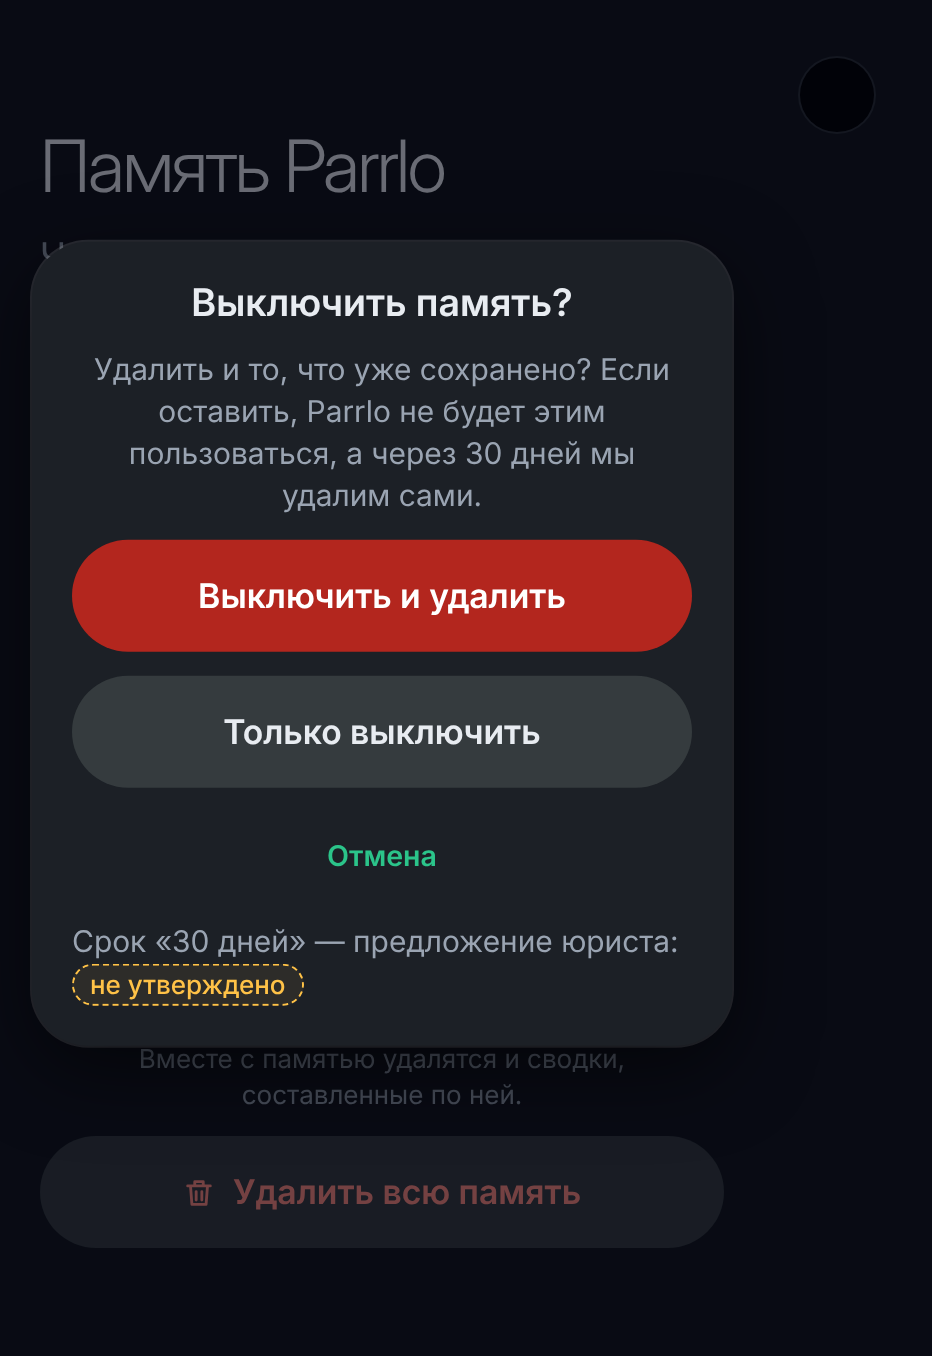 Память Parrlo
Выключить память?
Удалить и то, что уже сохранено? Если
оставить, Parrlo не будет этим
пользоваться, а через 30 дней мы
удалим сами.
Выключить и удалить
Только выключить
Отмена
Срок «30 дней» — предложение юриста:
не утверждено
Вместе с памятью удалятся и сводки,
составленные по ней.
Удалить всю память